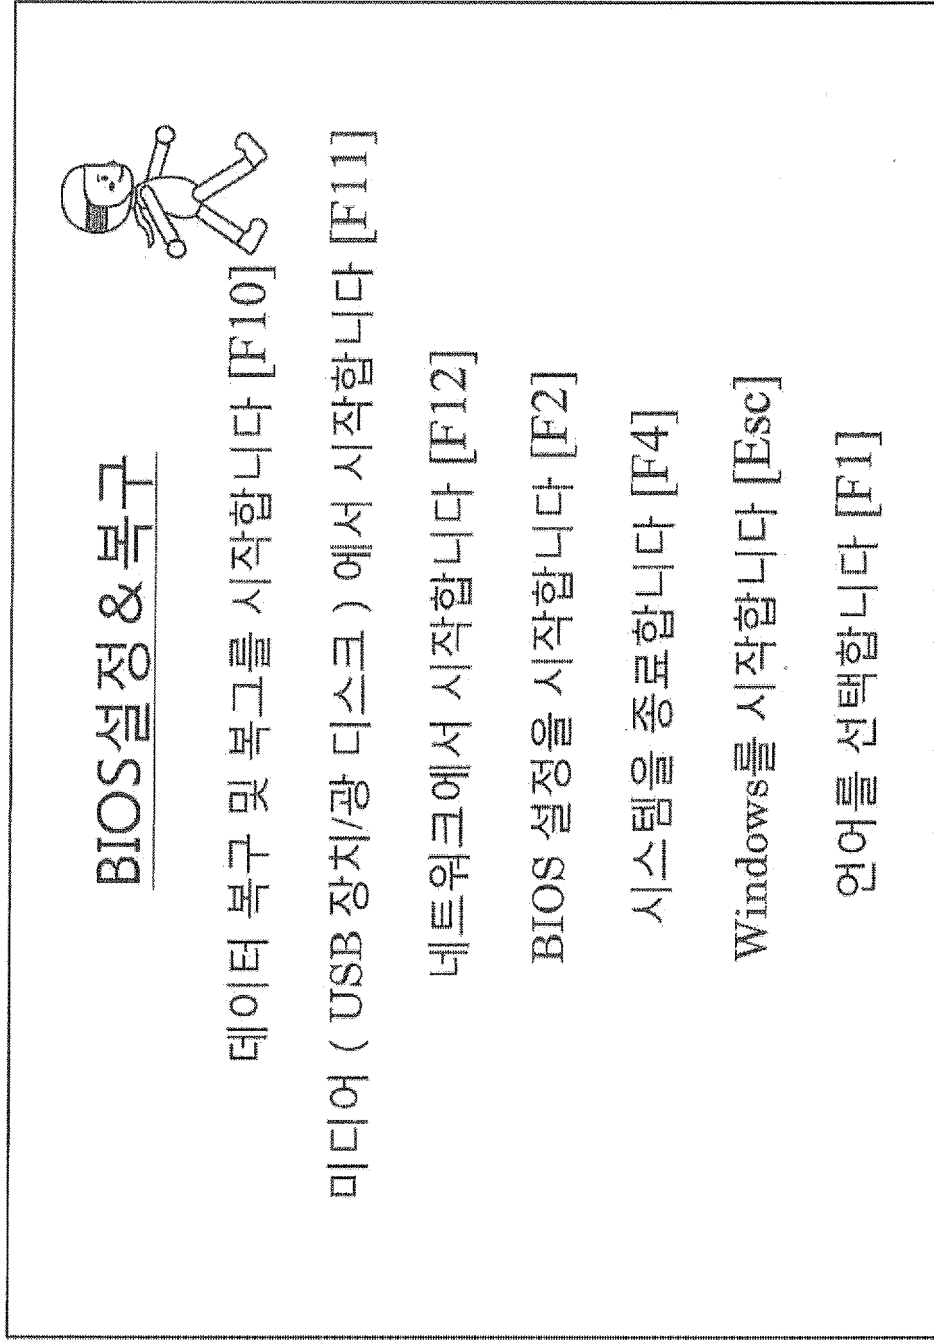 BIOS설정 & 복구
데이터 복구 및 복그를 시작합니다 [F10]
미디어 ( USB 장치/광 디스크 ) 에서 시작합니다 [F11]
네트워크에서 시작합니다 [F12]
BIOS 설정을 시작합니다 [F2]
시스템을 종료합니다 [F4]
Windows를 시작합니다 [Esc]
언어를 선택합니다 [F1]